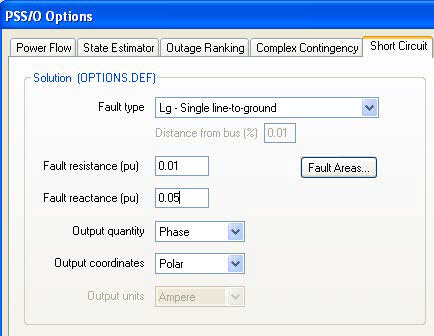 PSS/O Options
Power Flow State Estimator Outage Ranking Complex Contingency Short Circuit
Solution (OPTIONS.DEF)
Fault type Lg - Single line-to-ground
Distance from bus (%) 0.01
Fault resistance (pu) 0.01 Fault Areas...
Fault reactance (pu) 0.05
Output quantity Phase
Output coordinates Polar
Output units Ampere